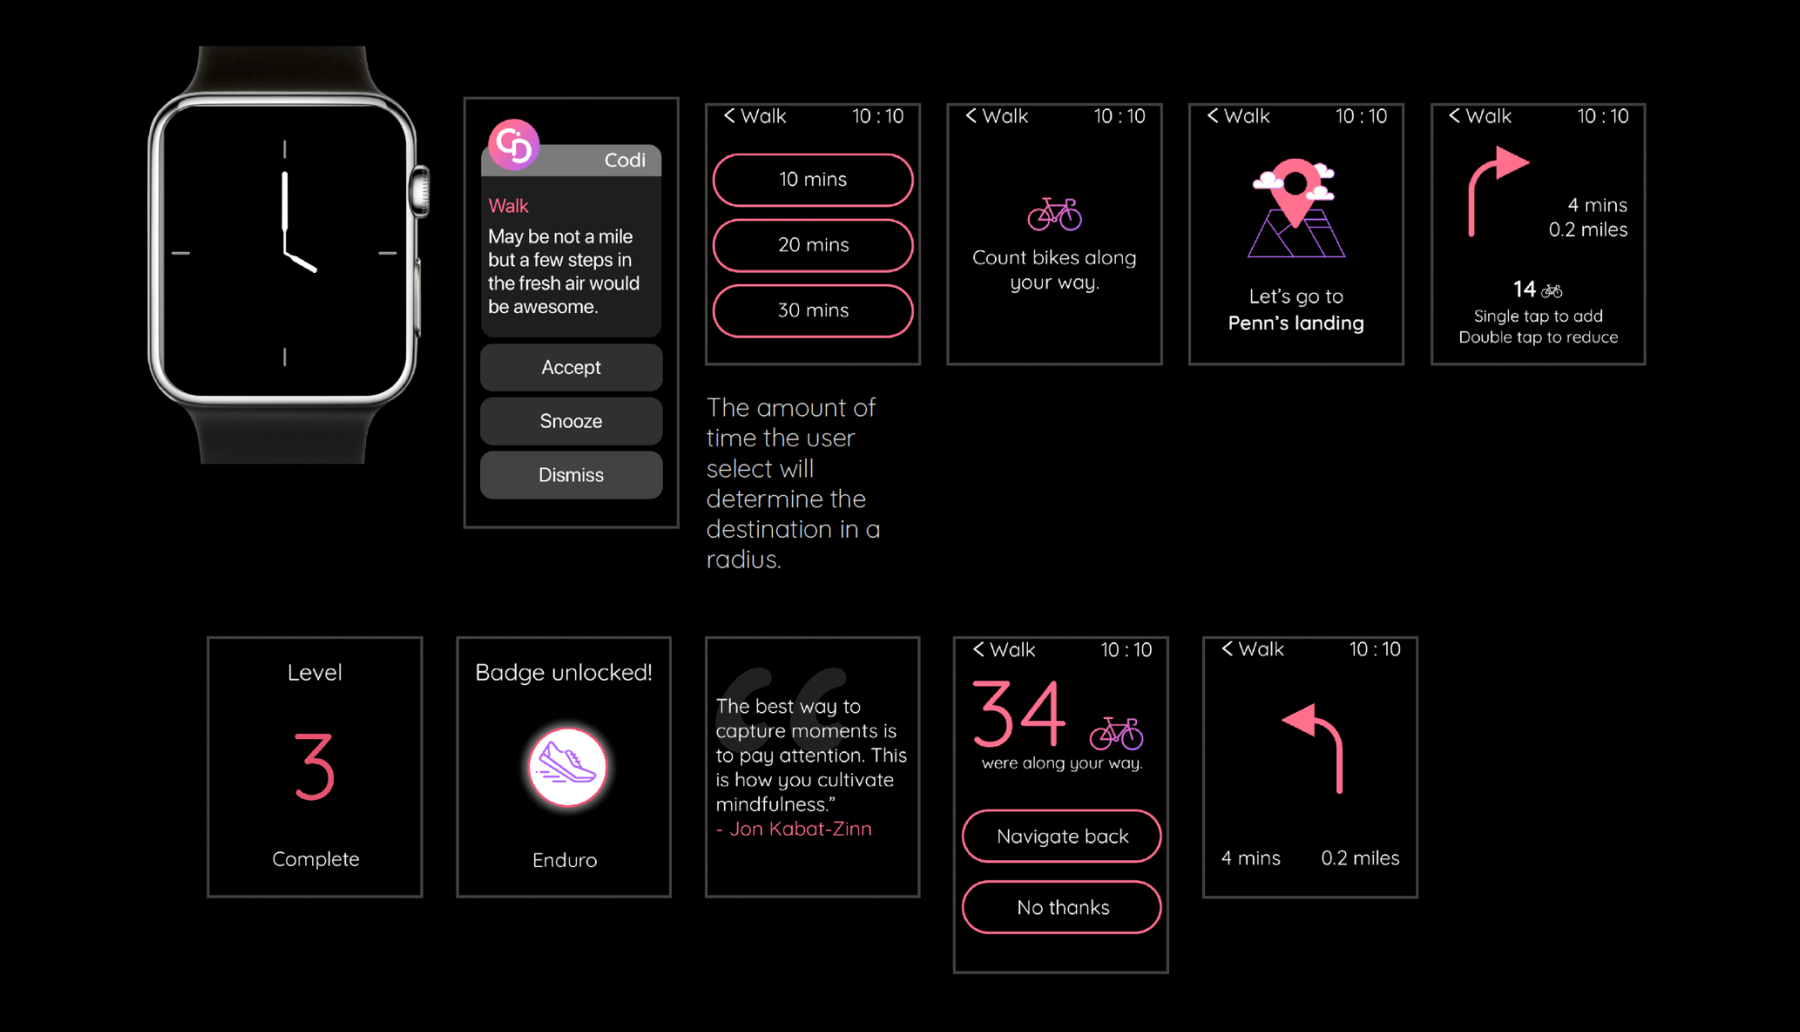 CD
Codi
Walk
May be not a mile
but a few steps in
the fresh air would
be awesome.
Accept
Snooze
Dismiss
< Walk 10 : 10
10 mins
20 mins
30 mins
The amount of
time the user
select will
determine the
destination in a
radius.
< Walk 10 : 10
Count bikes along
your way.
< Walk 10 : 10
Let's go to
Penn's landing
< Walk 10 : 10
4 mins
0.2 miles
14
Single tap to add
Double tap to reduce
Level
3
Complete
Badge unlocked!
Enduro
“
The best way to
capture moments is
to pay attention. This
is how you cultivate
mindfulness.”
- Jon Kabat-Zinn
< Walk 10 : 10
34
were along your way.
Navigate back
No thanks
< Walk 10 : 10
4 mins 0.2 miles